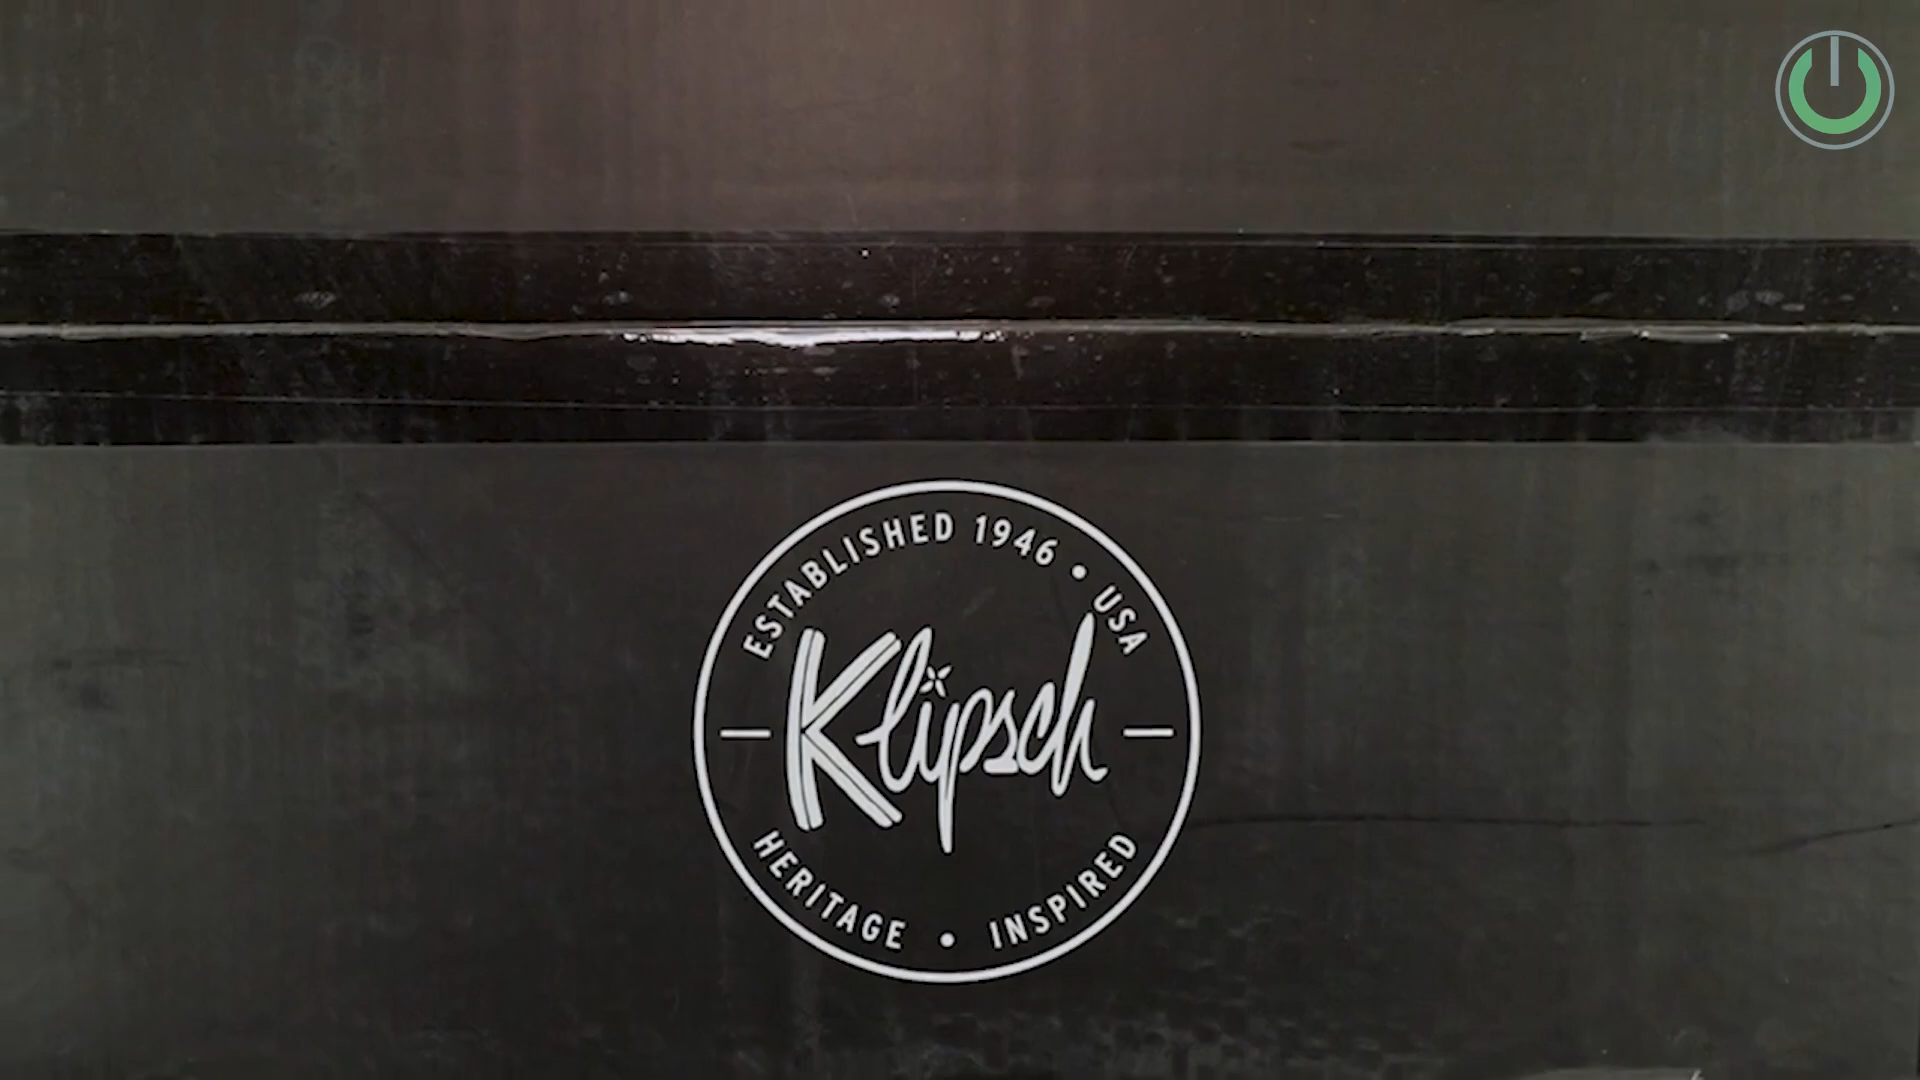 ESTABLISHED 1946 • USA
Klipsch
HERITAGE • INSPIRED